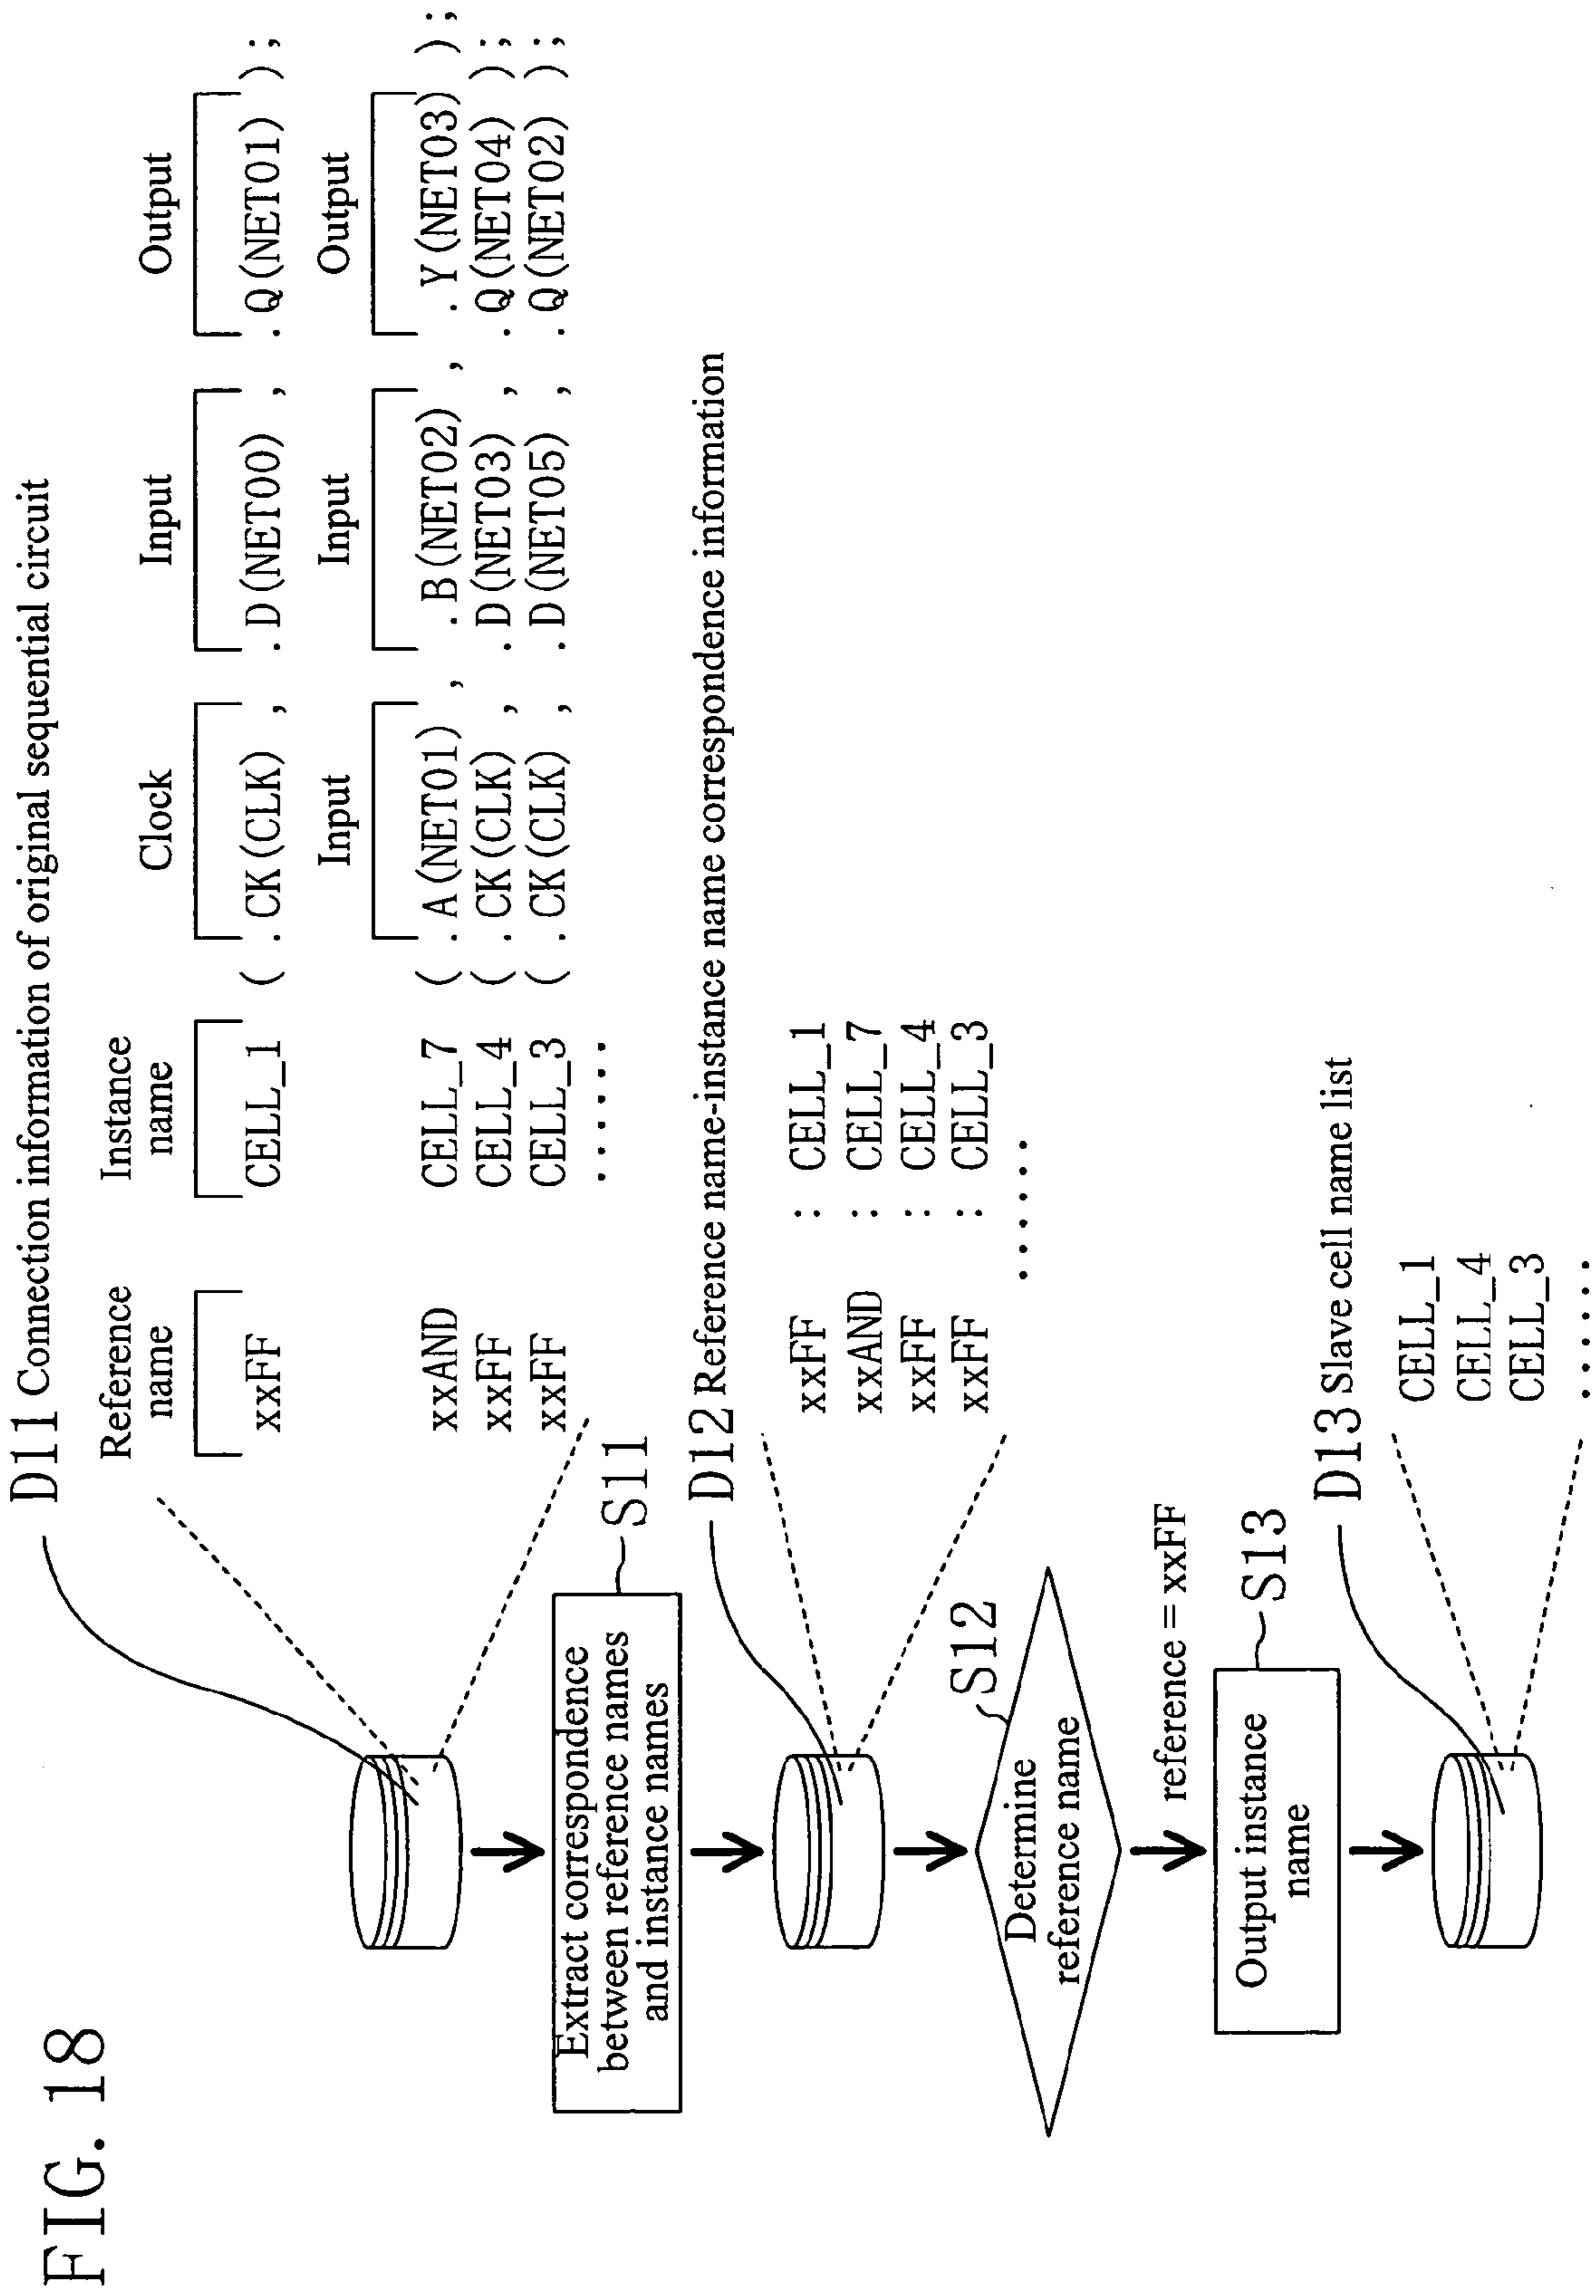 FIG. 18
D11 Connection information of original sequential circuit
Reference name
Instance name
Clock
Input
Output
xxFF CELL_1 ( .CK(CLK) , .D(NET00) , .Q(NET01) );
Input
Input
Output
xxAND CELL_7 ( .A(NET01) , .B(NET02) , .Y(NET03) );
xxFF CELL_4 ( .CK(CLK) , .D(NET03) , .Q(NET04) );
xxFF CELL_3 ( .CK(CLK) , .D(NET05) , .Q(NET02) );
......
Extract correspondence
between reference names
and instance names
S11
D12 Reference name-instance name correspondence information
xxFF : CELL_1
xxAND : CELL_7
xxFF : CELL_4
xxFF : CELL_3
......
Determine
reference name
S12
reference = xxFF
Output instance
name
S13
D13 Slave cell name list
CELL_1
CELL_4
CELL_3
......